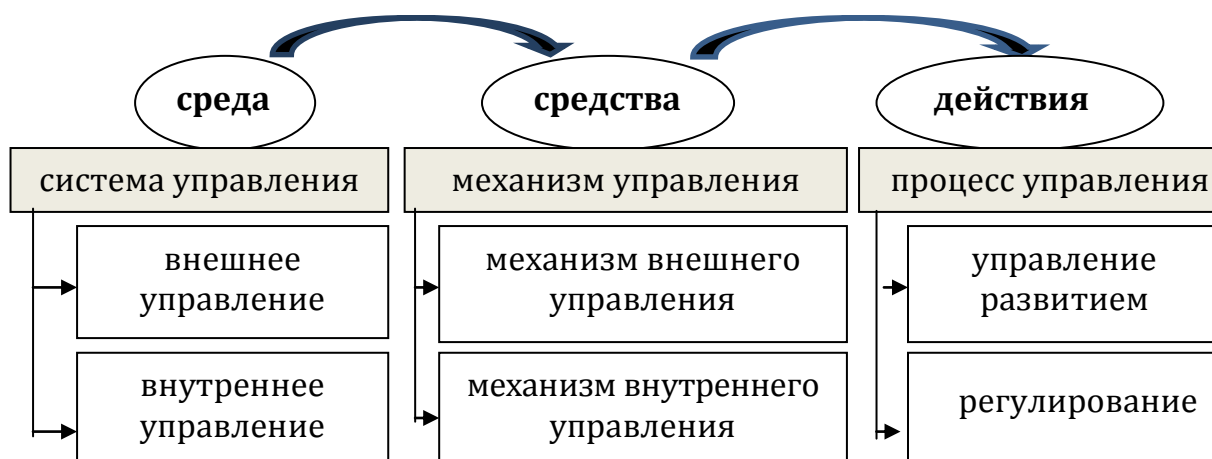 среда
средства
действия
система управления
механизм управления
процесс управления
внешнее
управление
механизм внешнего
управления
управление
развитием
внутреннее
управление
механизм внутреннего
управления
регулирование